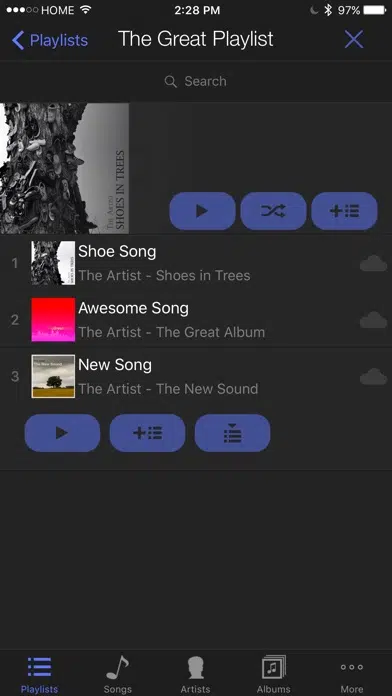 HOME 2:28 PM 97%
Playlists The Great Playlist
Search
THE ARTIST
SHOES IN TREES
1 Shoe Song
The Artist - Shoes in Trees
2 Awesome Song
The Artist - The Great Album
3 New Song
The Artist - The New Sound
Playlists Songs Artists Albums More